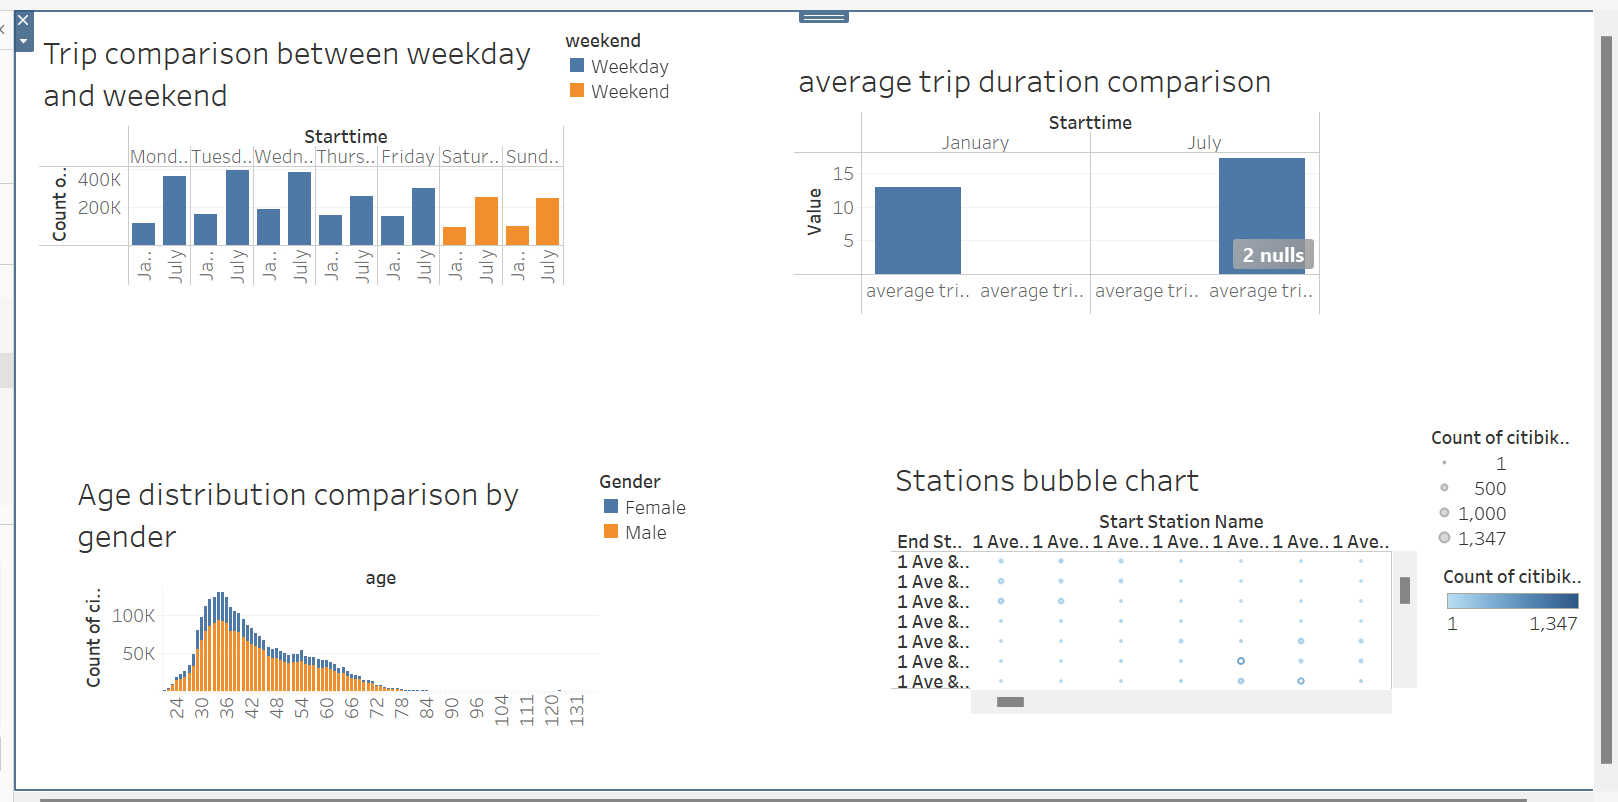 Trip comparison between weekday
and weekend
weekend
Weekday
Weekend
Starttime
Mond.. Tuesd.. Wedn.. Thurs.. Friday Satur.. Sund..
Count o..
400K
200K
Ja.. July Ja.. July Ja.. July Ja.. July Ja.. July Ja.. July Ja.. July
average trip duration comparison
Starttime
January July
Value
15
10
5
2 nulls
average tri.. average tri.. average tri.. average tri..
Age distribution comparison by
gender
Gender
Female
Male
age
Count of ci..
100K
50K
24 30 36 42 48 54 60 66 72 78 84 90 96 104 111 120 131
Stations bubble chart
Start Station Name
End St.. 1 Ave.. 1 Ave.. 1 Ave.. 1 Ave.. 1 Ave.. 1 Ave.. 1 Ave..
1 Ave &..
1 Ave &..
1 Ave &..
1 Ave &..
1 Ave &..
1 Ave &..
1 Ave &..
Count of citibik..
1
500
1,000
1,347
Count of citibik..
1 1,347